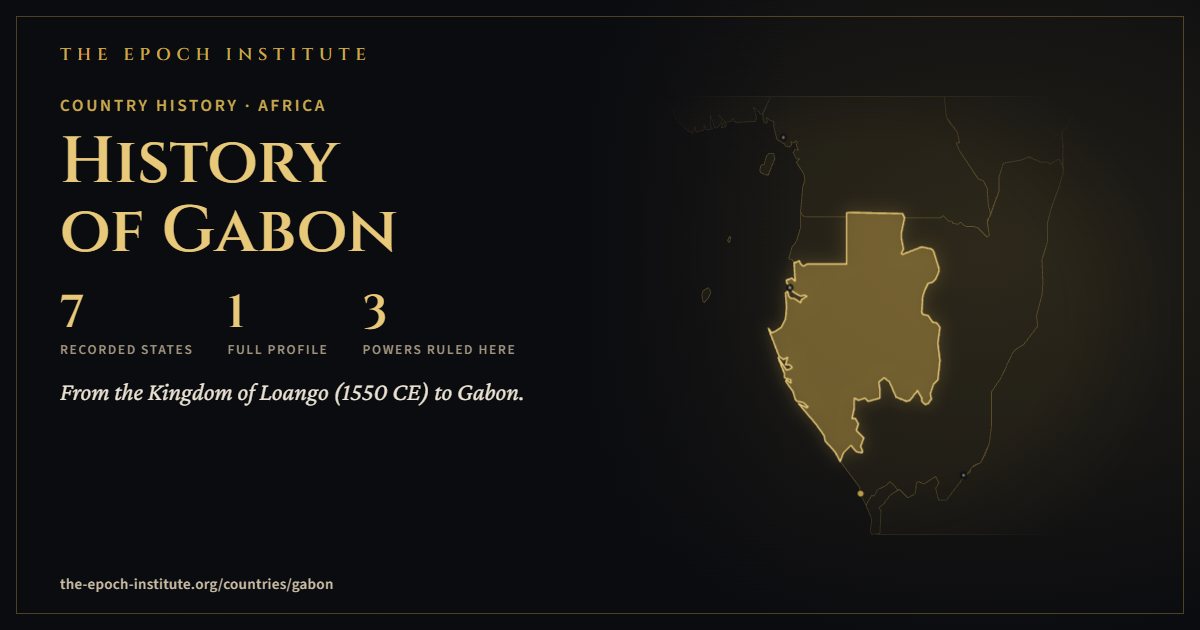 THE EPOCH INSTITUTE
COUNTRY HISTORY · AFRICA
HISTORY
OF GABON
7 1 3
RECORDED STATES FULL PROFILE POWERS RULED HERE
From the Kingdom of Loango (1550 CE) to Gabon.
the-epoch-institute.org/countries/gabon